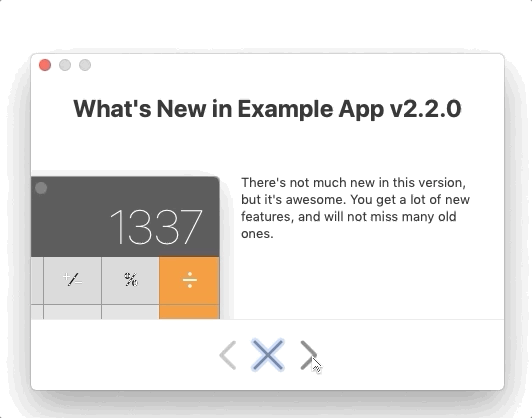 What's New in Example App v2.2.0
There's not much new in this version,
but it's awesome. You get a lot of new
features, and will not miss many old
ones.
1337
⁺∕₋
%
÷